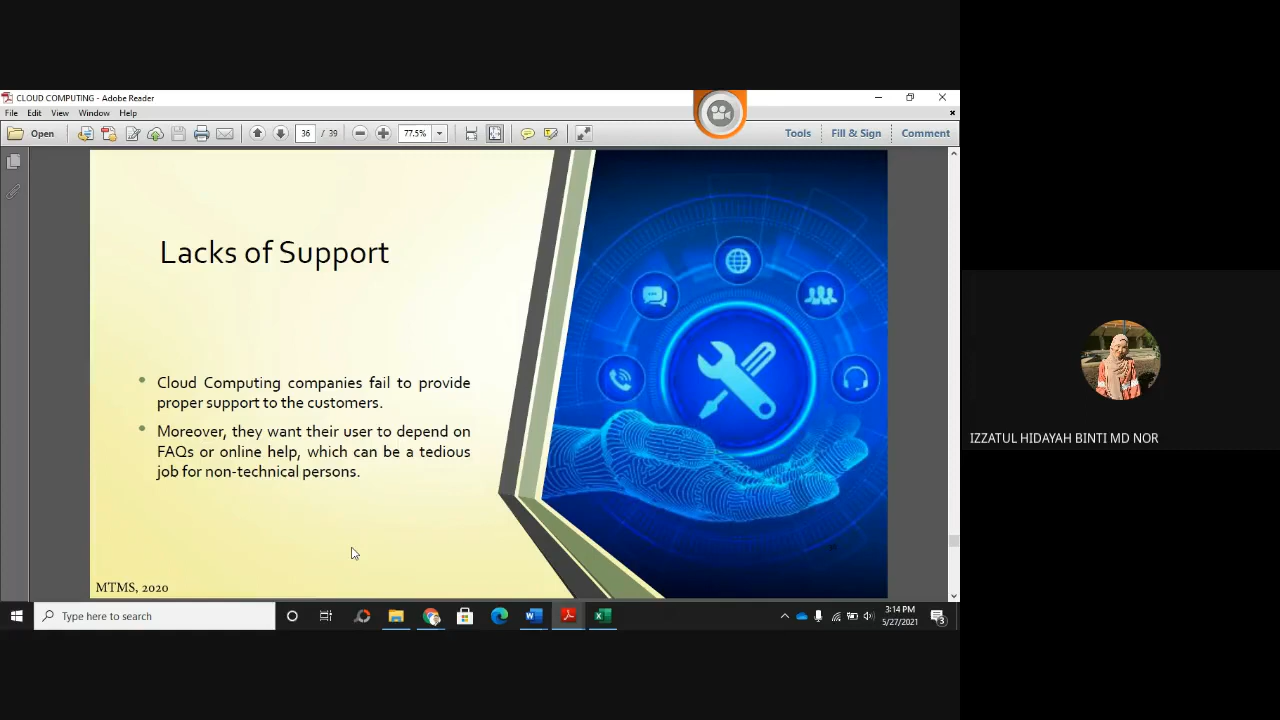 CLOUD COMPUTING - Adobe Reader
File Edit View Window Help
Open 36 / 39 77.5% Tools Fill & Sign Comment
Lacks of Support
• Cloud Computing companies fail to provide
proper support to the customers.
• Moreover, they want their user to depend on
FAQs or online help, which can be a tedious
job for non-technical persons.
MTMS, 2020
IZZATUL HIDAYAH BINTI MD NOR
Type here to search
3:14 PM
5/27/2021
3